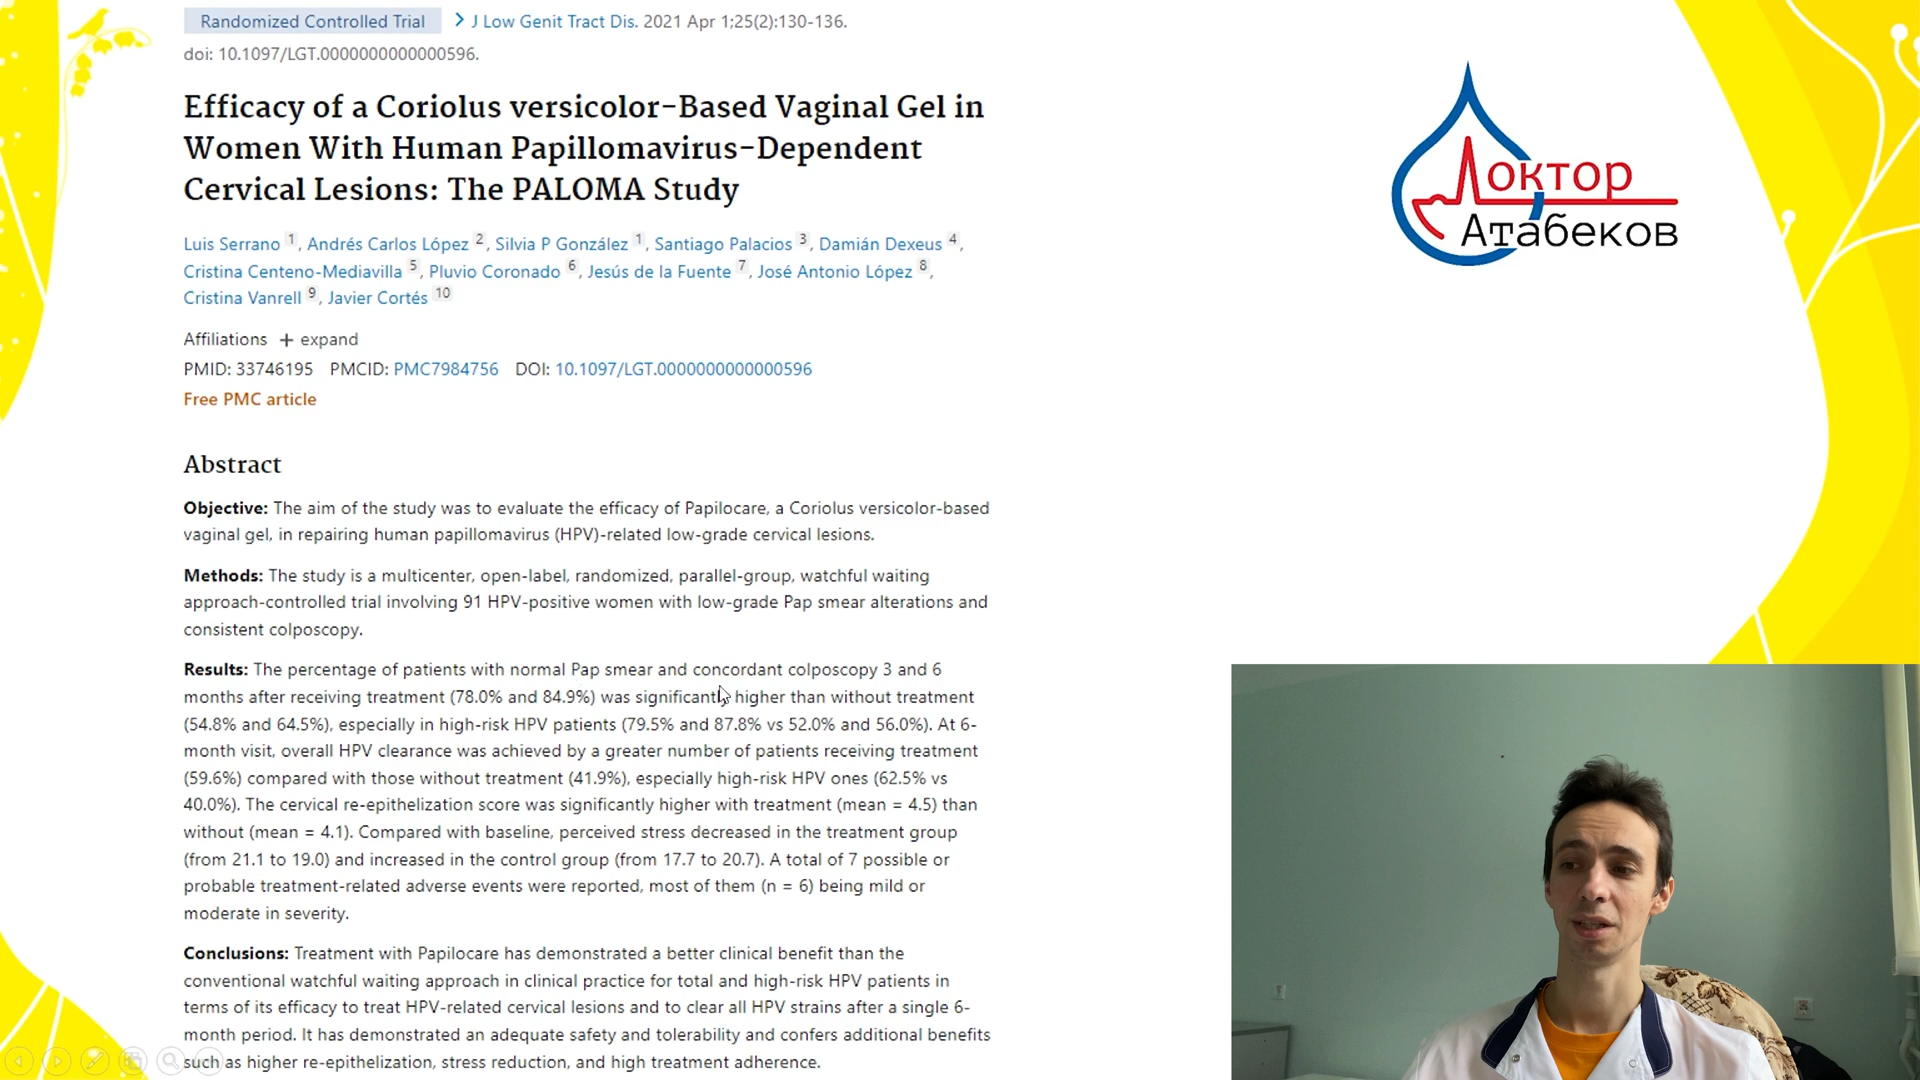 Randomized Controlled Trial > J Low Genit Tract Dis. 2021 Apr 1;25(2):130-136.
doi: 10.1097/LGT.0000000000000596.
Efficacy of a Coriolus versicolor-Based Vaginal Gel in
Women With Human Papillomavirus-Dependent
Cervical Lesions: The PALOMA Study
Luis Serrano 1, Andrés Carlos López 2, Silvia P González 1, Santiago Palacios 3, Damián Dexeus 4,
Cristina Centeno-Mediavilla 5, Pluvio Coronado 6, Jesús de la Fuente 7, José Antonio López 8,
Cristina Vanrell 9, Javier Cortés 10
Affiliations + expand
PMID: 33746195 PMCID: PMC7984756 DOI: 10.1097/LGT.0000000000000596
Free PMC article
Abstract
Objective: The aim of the study was to evaluate the efficacy of Papilocare, a Coriolus versicolor-based
vaginal gel, in repairing human papillomavirus (HPV)-related low-grade cervical lesions.
Methods: The study is a multicenter, open-label, randomized, parallel-group, watchful waiting
approach-controlled trial involving 91 HPV-positive women with low-grade Pap smear alterations and
consistent colposcopy.
Results: The percentage of patients with normal Pap smear and concordant colposcopy 3 and 6
months after receiving treatment (78.0% and 84.9%) was significantly higher than without treatment
(54.8% and 64.5%), especially in high-risk HPV patients (79.5% and 87.8% vs 52.0% and 56.0%). At 6-
month visit, overall HPV clearance was achieved by a greater number of patients receiving treatment
(59.6%) compared with those without treatment (41.9%), especially high-risk HPV ones (62.5% vs
40.0%). The cervical re-epithelization score was significantly higher with treatment (mean = 4.5) than
without (mean = 4.1). Compared with baseline, perceived stress decreased in the treatment group
(from 21.1 to 19.0) and increased in the control group (from 17.7 to 20.7). A total of 7 possible or
probable treatment-related adverse events were reported, most of them (n = 6) being mild or
moderate in severity.
Conclusions: Treatment with Papilocare has demonstrated a better clinical benefit than the
conventional watchful waiting approach in clinical practice for total and high-risk HPV patients in
terms of its efficacy to treat HPV-related cervical lesions and to clear all HPV strains after a single 6-
month period. It has demonstrated an adequate safety and tolerability and confers additional benefits
such as higher re-epithelization, stress reduction, and high treatment adherence.
Доктор
Атабеков